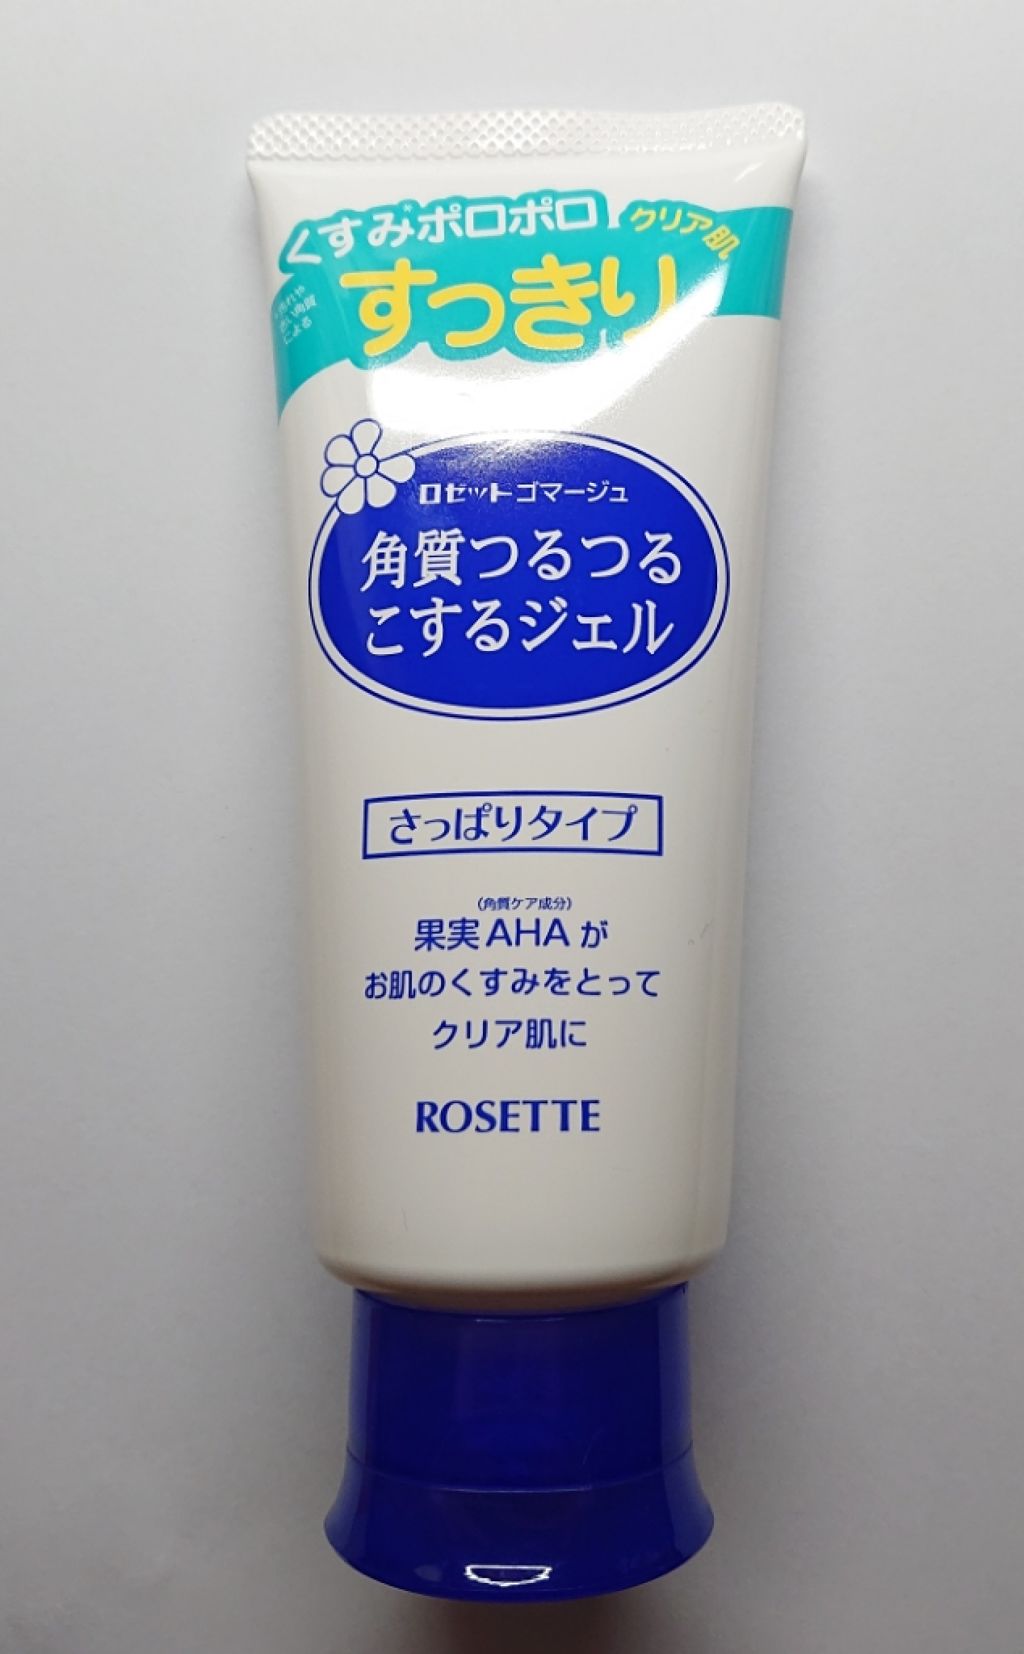 くすみ*ポロポロ
クリア肌
すっきり
ロゼットゴマージュ
角質つるつる
こするジェル
さっぱりタイプ
(角質ケア成分)
果実AHAが
お肌のくすみをとって
クリア肌に
ROSETTE